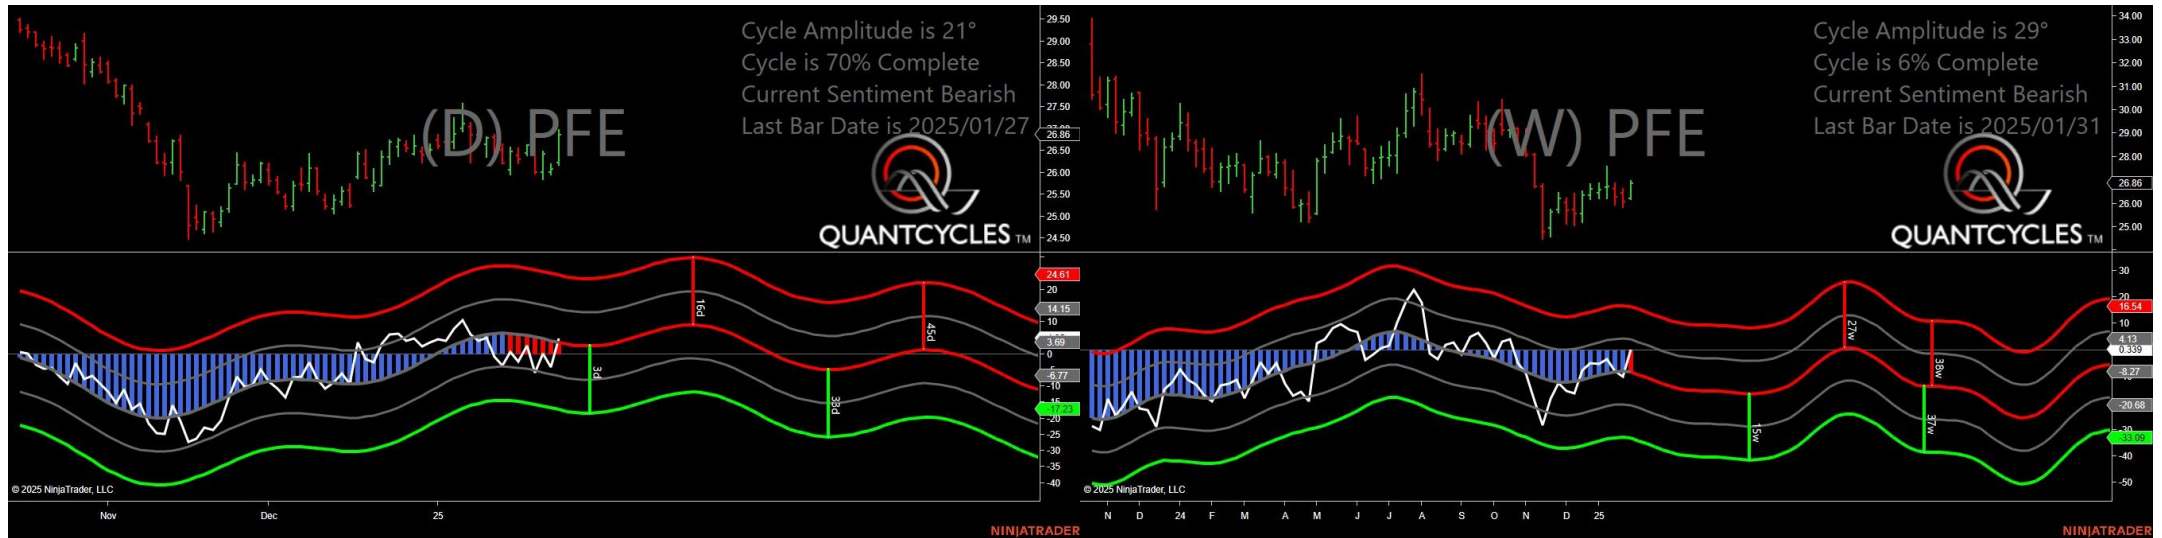 Cycle Amplitude is 21°
Cycle is 70% Complete
Current Sentiment Bearish
Last Bar Date is 2025/01/27
(D) PFE
QUANTCYCLES TM
29.50
29.00
28.50
28.00
27.50
26.86
26.50
26.00
25.50
25.00
24.50
24.61
20
14.15
10
3.69
0
-6.77
-10
-17.23
-20
-25
-30
-35
-40
3d
16d
38d
45d
© 2025 NinjaTrader, LLC
Nov
Dec
25
NINJATRADER
Cycle Amplitude is 29°
Cycle is 6% Complete
Current Sentiment Bearish
Last Bar Date is 2025/01/31
(W) PFE
QUANTCYCLES TM
34.00
33.00
32.00
31.00
30.00
29.00
28.00
26.86
26.00
25.00
30
20
16.54
10
4.13
0.339
-8.27
-20.68
-33.09
-40
-50
15w
27w
37w
38w
© 2025 NinjaTrader, LLC
N D 24 F M A M J J A S O N D 25
NINJATRADER